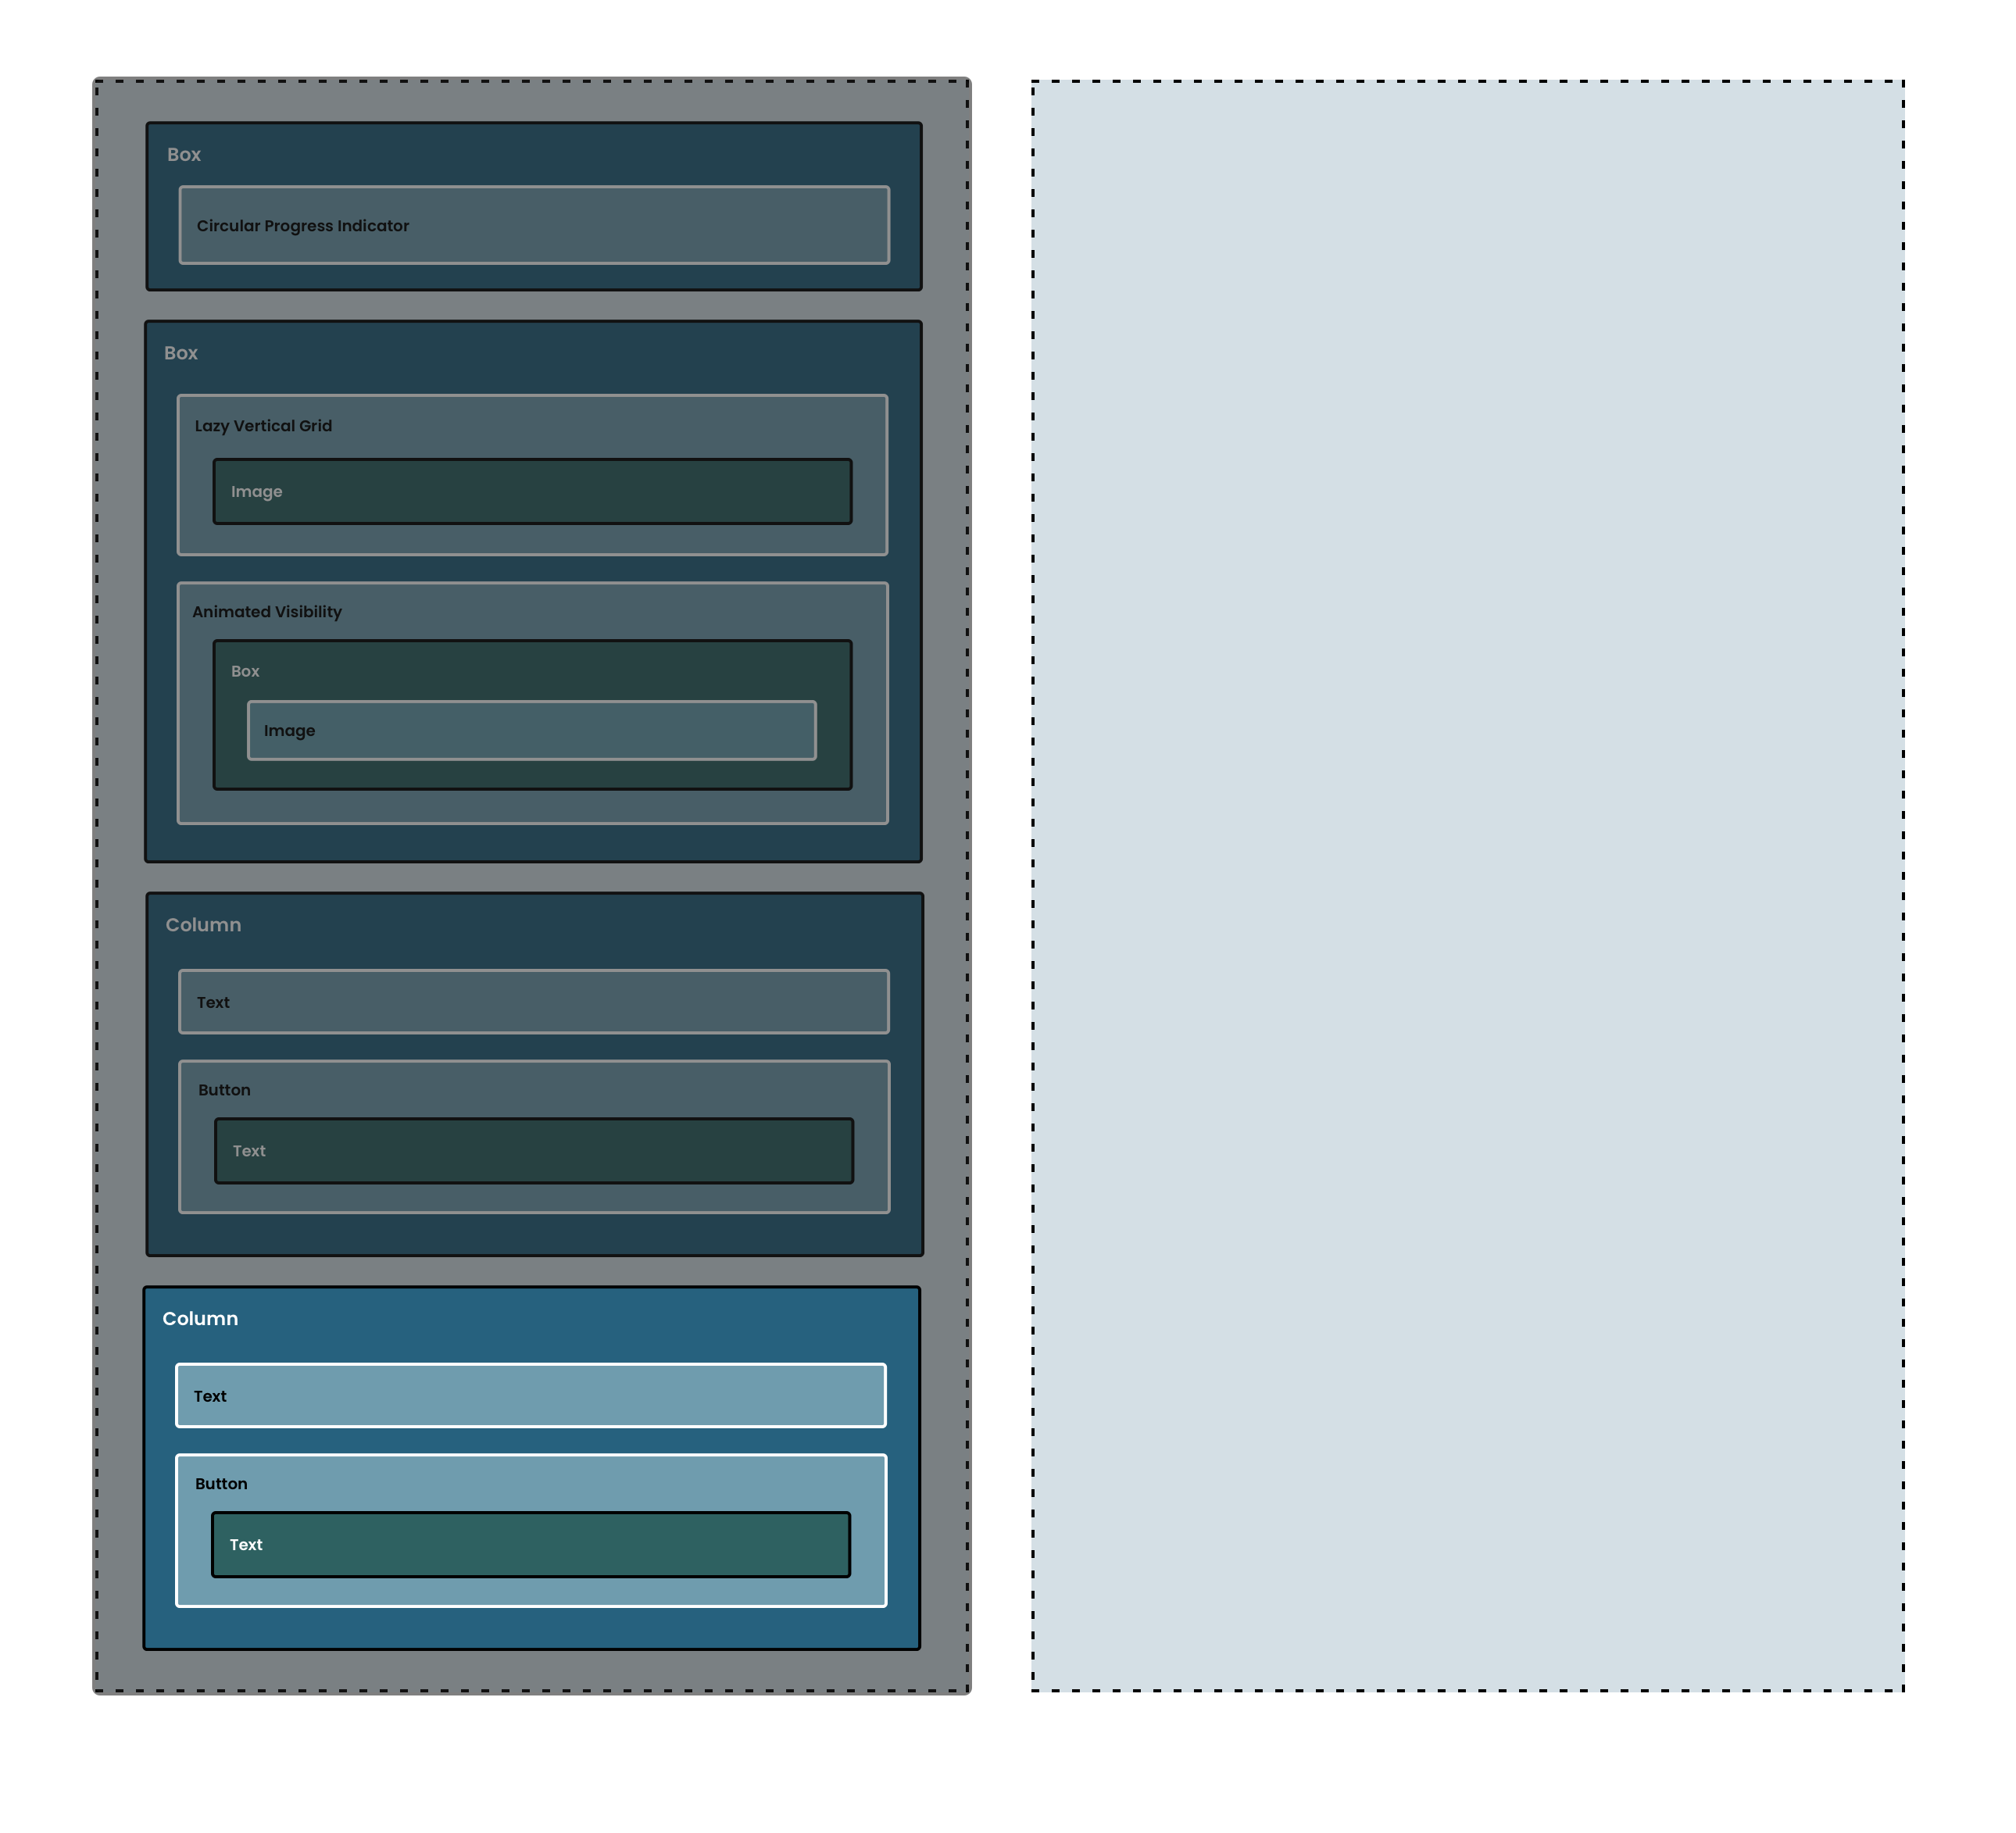 Box
Circular Progress Indicator
Box
Lazy Vertical Grid
Image
Animated Visibility
Box
Image
Column
Text
Button
Text
Column
Text
Button
Text